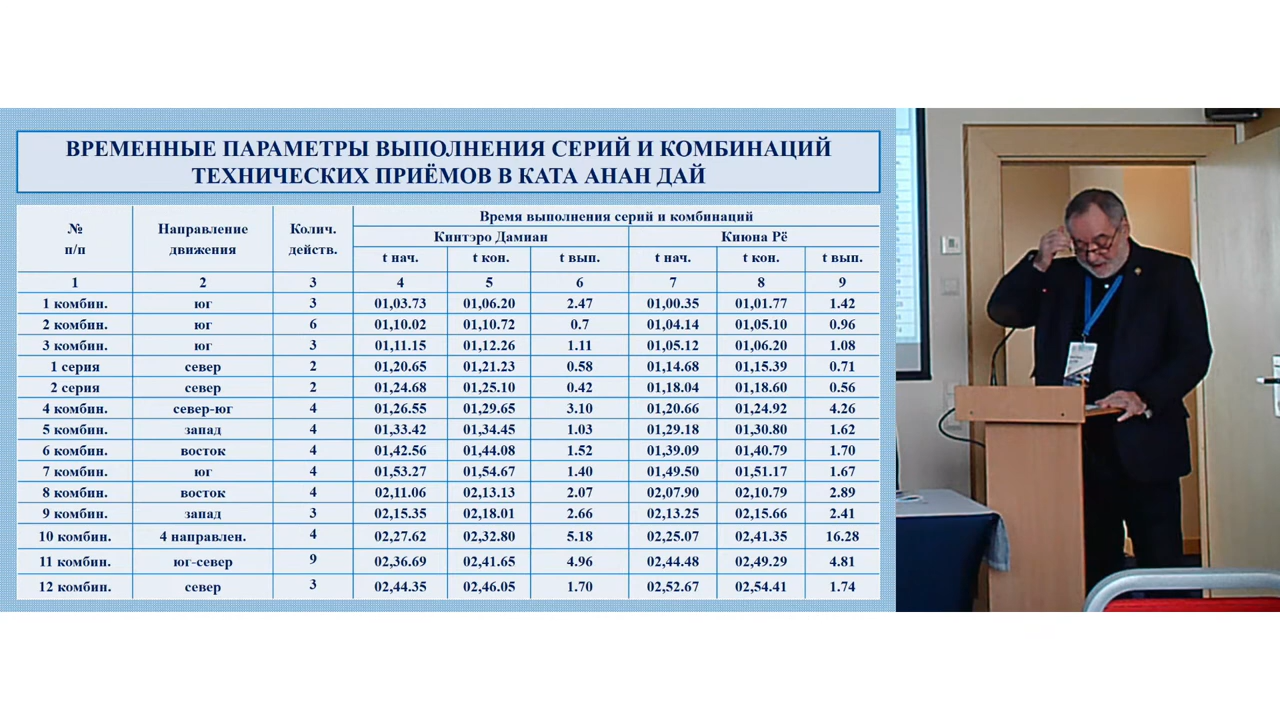 ВРЕМЕННЫЕ ПАРАМЕТРЫ ВЫПОЛНЕНИЯ СЕРИЙ И КОМБИНАЦИЙ
ТЕХНИЧЕСКИХ ПРИЁМОВ В КАТА АНАН ДАЙ
№ п/п Направление движения Колич. действ. Время выполнения серий и комбинаций
Кинтэро Дамиан Киюна Рё
t нач. t кон. t вып. t нач. t кон. t вып.
1 2 3 4 5 6 7 8 9
1 комбин. юг 3 01,03.73 01,06.20 2.47 01,00.35 01,01.77 1.42
2 комбин. юг 6 01,10.02 01,10.72 0.7 01,04.14 01,05.10 0.96
3 комбин. юг 3 01,11.15 01,12.26 1.11 01,05.12 01,06.20 1.08
1 серия север 2 01,20.65 01,21.23 0.58 01,14.68 01,15.39 0.71
2 серия север 2 01,24.68 01,25.10 0.42 01,18.04 01,18.60 0.56
4 комбин. север-юг 4 01,26.55 01,29.65 3.10 01,20.66 01,24.92 4.26
5 комбин. запад 4 01,33.42 01,34.45 1.03 01,29.18 01,30.80 1.62
6 комбин. восток 4 01,42.56 01,44.08 1.52 01,39.09 01,40.79 1.70
7 комбин. юг 4 01,53.27 01,54.67 1.40 01,49.50 01,51.17 1.67
8 комбин. восток 4 02,11.06 02,13.13 2.07 02,07.90 02,10.79 2.89
9 комбин. запад 3 02,15.35 02,18.01 2.66 02,13.25 02,15.66 2.41
10 комбин. 4 направлен. 4 02,27.62 02,32.80 5.18 02,25.07 02,41.35 16.28
11 комбин. юг-север 9 02,36.69 02,41.65 4.96 02,44.48 02,49.29 4.81
12 комбин. север 3 02,44.35 02,46.05 1.70 02,52.67 02,54.41 1.74